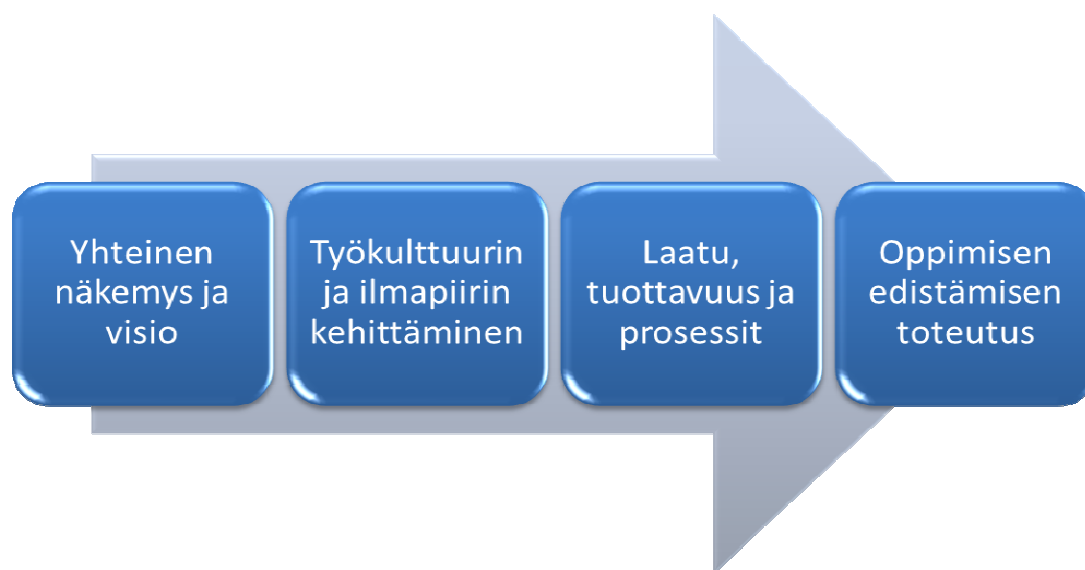 Yhteinen
näkemys ja
visio
Työkulttuurin
ja ilmapiirin
kehittäminen
Laatu,
tuottavuus ja
prosessit
Oppimisen
edistämisen
toteutus